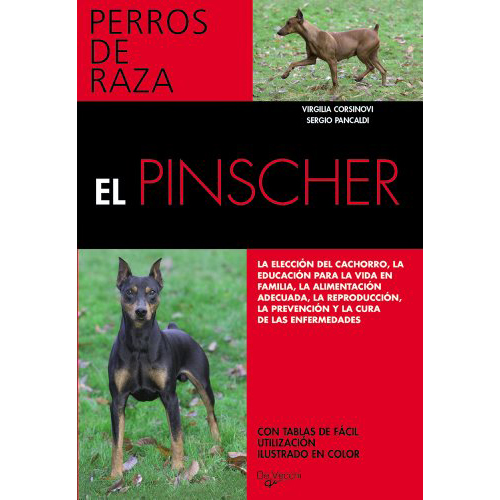 PERROS
DE
RAZA
VIRGILIA CORSINOVI
SERGIO PANCALDI
EL PINSCHER
LA ELECCIÓN DEL CACHORRO, LA
EDUCACIÓN PARA LA VIDA EN
FAMILIA, LA ALIMENTACIÓN
ADECUADA, LA REPRODUCCIÓN,
LA PREVENCIÓN Y LA CURA
DE LAS ENFERMEDADES
CON TABLAS DE FÁCIL
UTILIZACIÓN
ILUSTRADO EN COLOR
De Vecchi